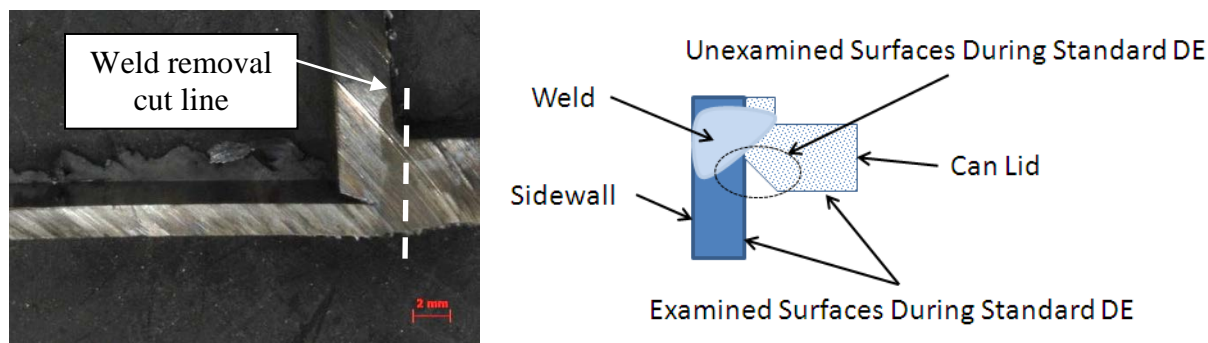 Weld removal
cut line
2 mm
Unexamined Surfaces During Standard DE
Weld
Can Lid
Sidewall
Examined Surfaces During Standard DE